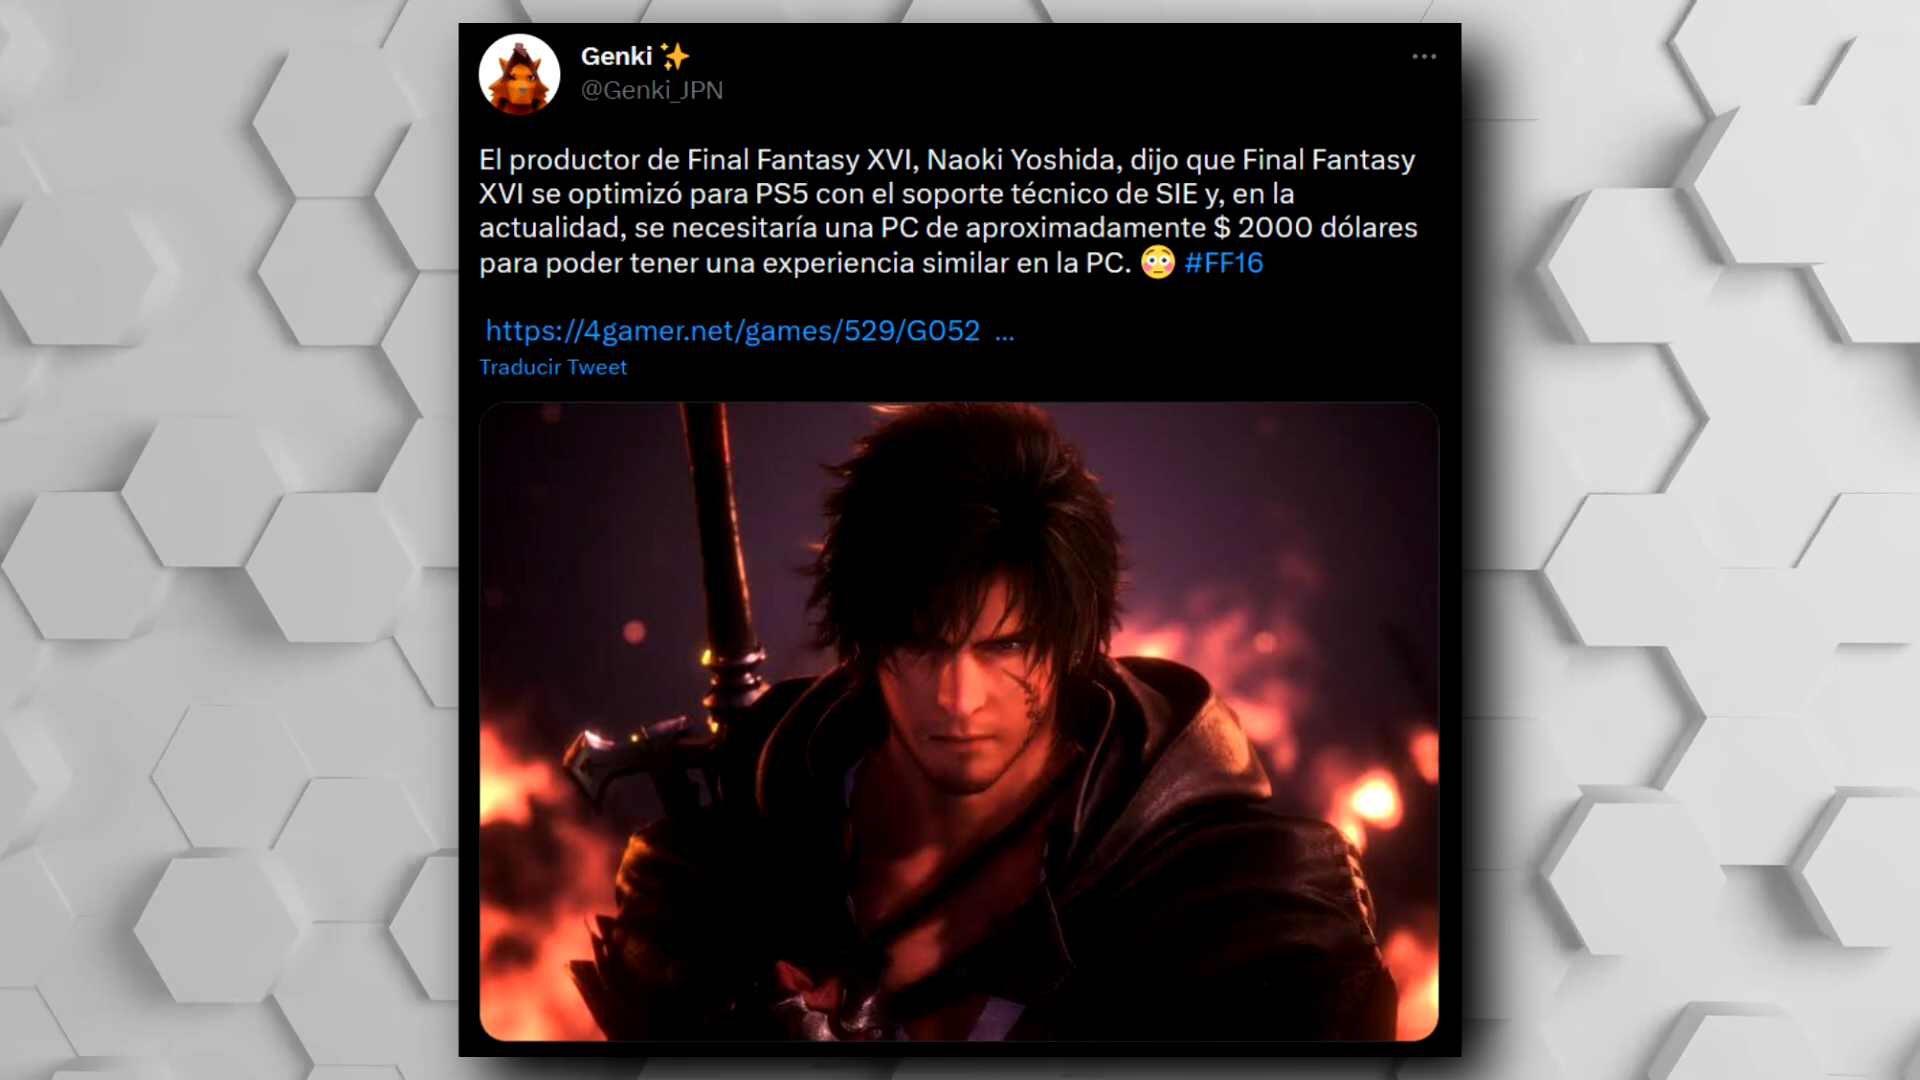 Genki ✨
@Genki_JPN
El productor de Final Fantasy XVI, Naoki Yoshida, dijo que Final Fantasy
XVI se optimizó para PS5 con el soporte técnico de SIE y, en la
actualidad, se necesitaría una PC de aproximadamente $ 2000 dólares
para poder tener una experiencia similar en la PC. 😳 #FF16
https://4gamer.net/games/529/G052 ...
Traducir Tweet